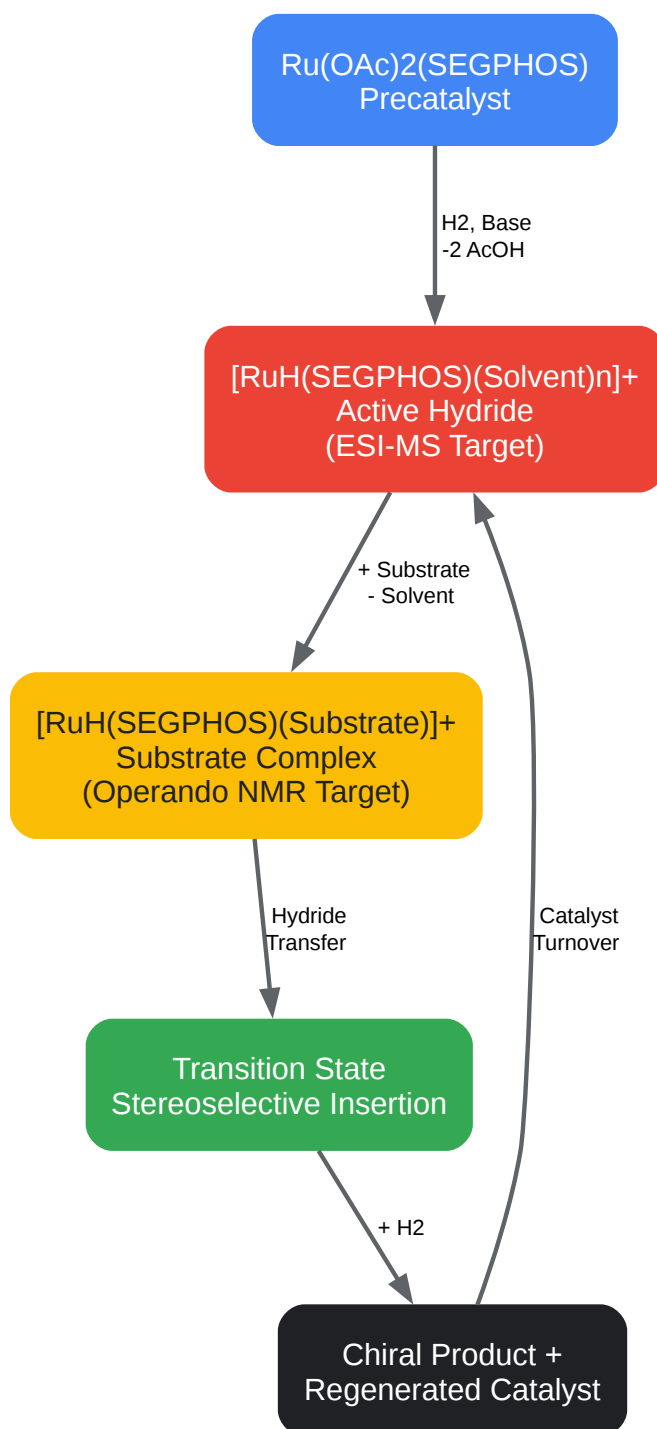 Ru(OAc)2(SEGPHOS)
Precatalyst
H2, Base
-2 AcOH
[RuH(SEGPHOS)(Solvent)n]+
Active Hydride
(ESI-MS Target)
+ Substrate
- Solvent
[RuH(SEGPHOS)(Substrate)]+
Substrate Complex
(Operando NMR Target)
Hydride
Transfer
Catalyst
Turnover
Transition State
Stereoselective Insertion
+ H2
Chiral Product +
Regenerated Catalyst